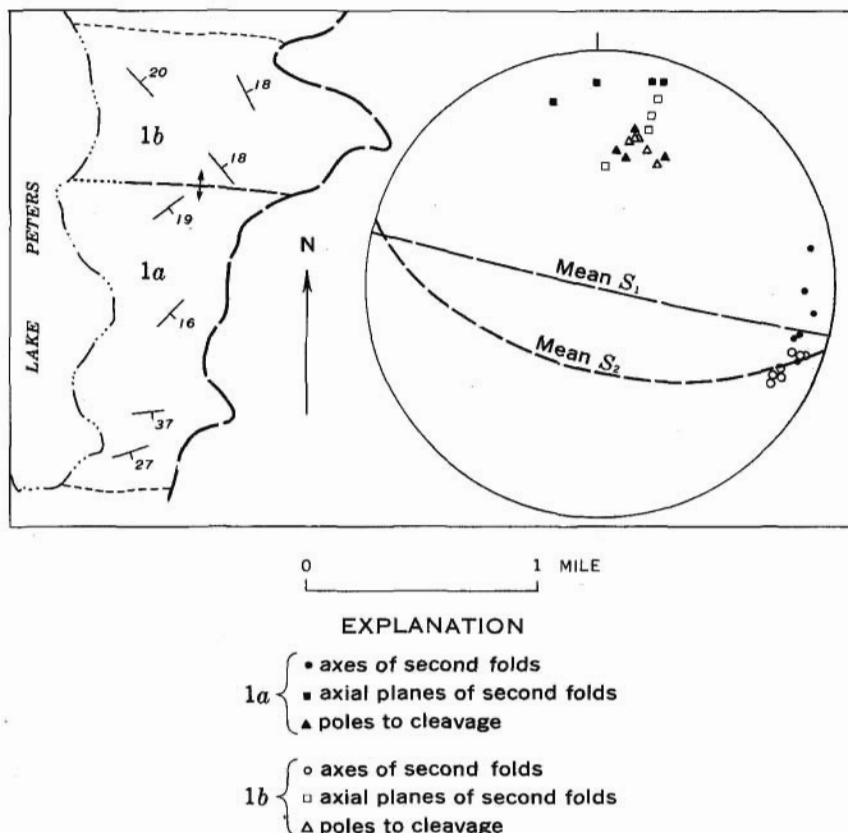 20
18
1b
18
19
LAKE PETERS
1a
16
37
27
N
Mean S₁
Mean S₂
0 1 MILE
EXPLANATION
1a
axes of second folds
axial planes of second folds
poles to cleavage
1b
axes of second folds
axial planes of second folds
poles to cleavage